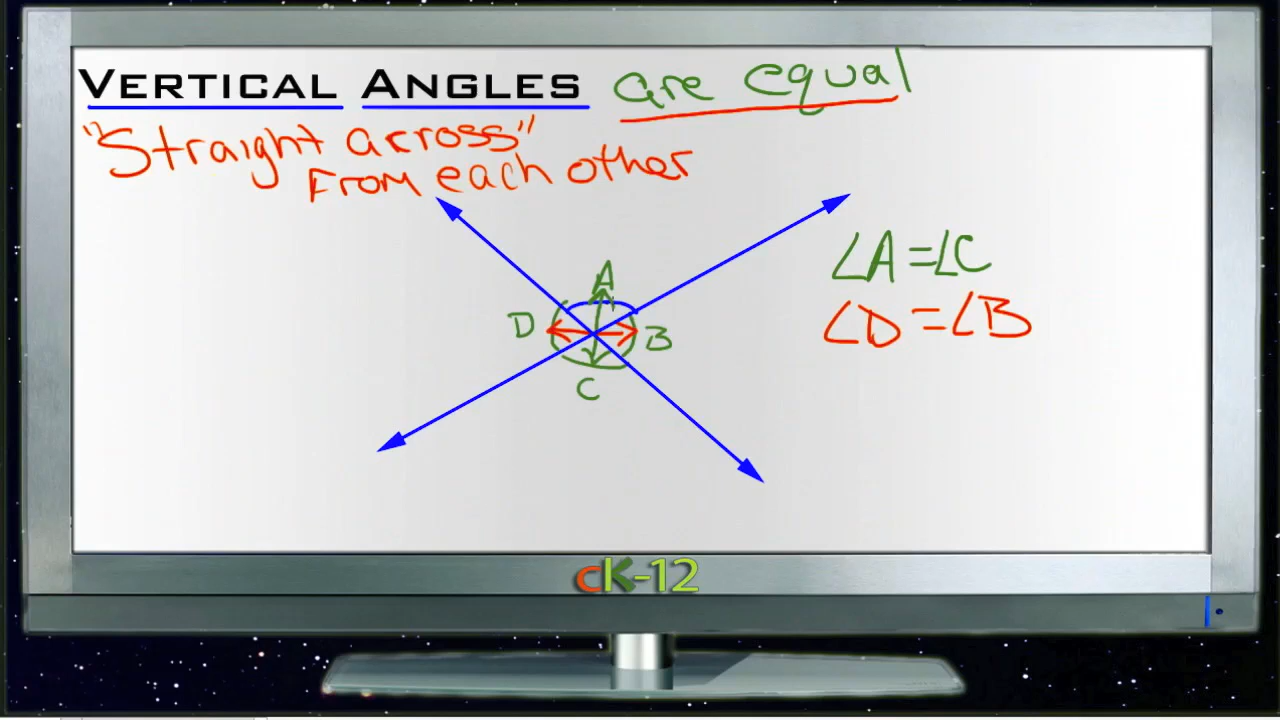 VERTICAL ANGLES are equal
"Straight across"
From each other
A
D
B
C
∠A=∠C
∠D=∠B
cK-12